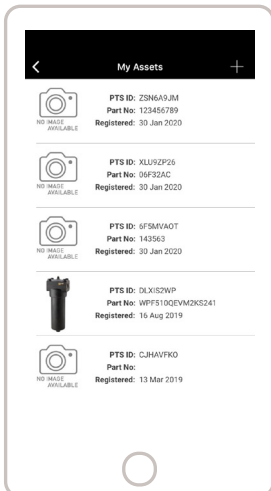 My Assets
NO IMAGE
AVAILABLE
PTS ID: ZSN6A9JM
Part No: 123456789
Registered: 30 Jan 2020
NO IMAGE
AVAILABLE
PTS ID: XLU9ZP26
Part No: 06F32AC
Registered: 30 Jan 2020
NO IMAGE
AVAILABLE
PTS ID: 6F5MVAOT
Part No: 143563
Registered: 30 Jan 2020
PTS ID: DLXIS2WP
Part No: WPF510QEVM2KS241
Registered: 16 Aug 2019
NO IMAGE
AVAILABLE
PTS ID: CJHAVFKO
Part No:
Registered: 13 Mar 2019